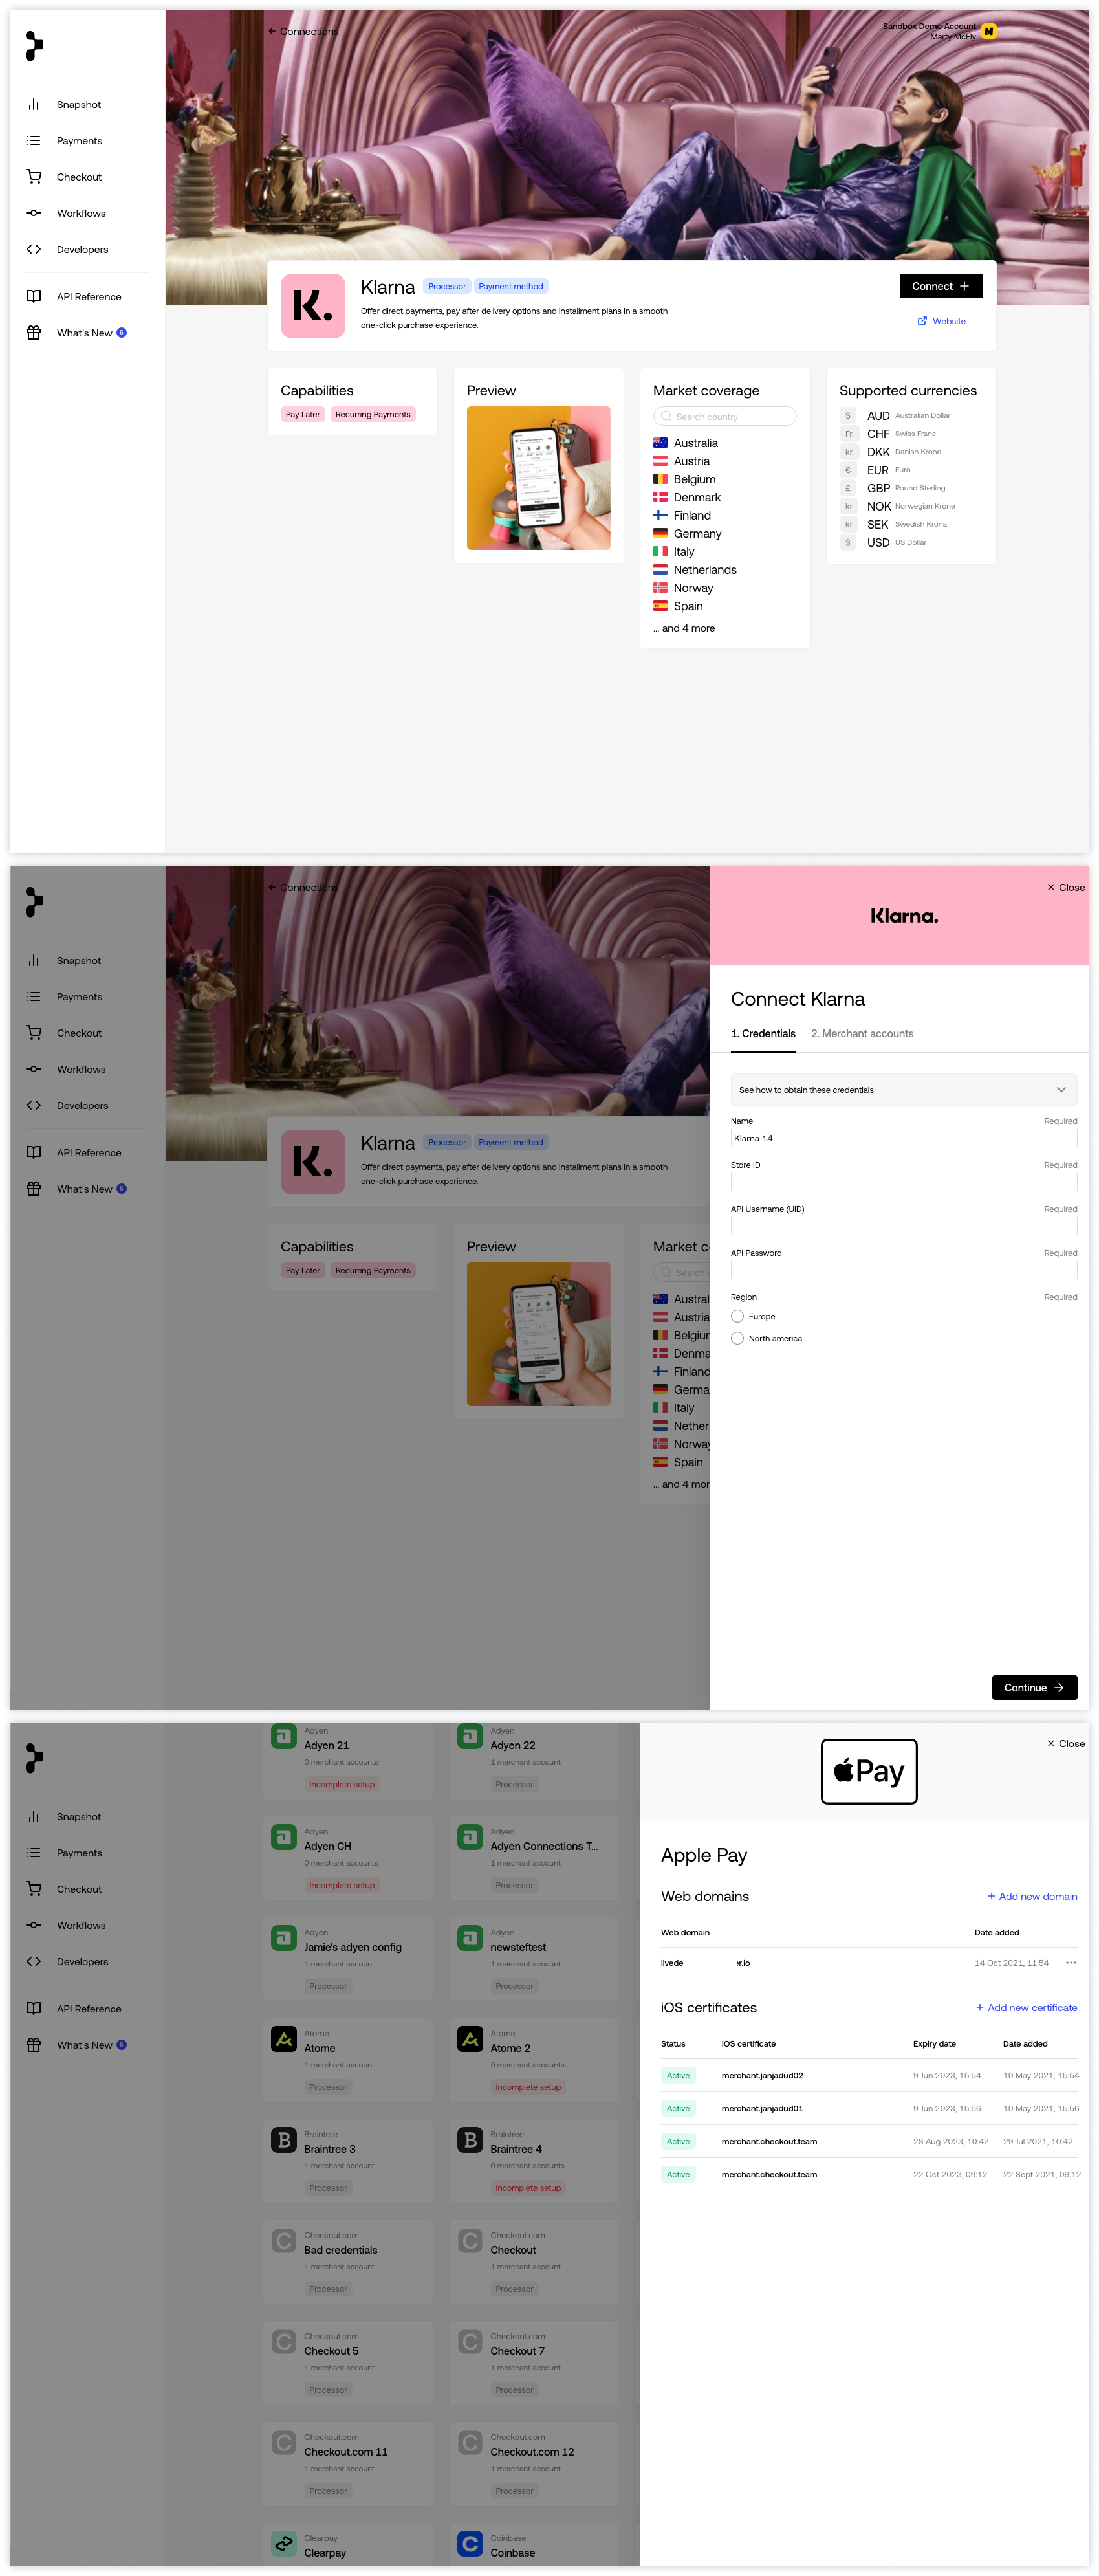 ← Connections
Sandbox Demo Account
Marty McFly
Snapshot
Payments
Checkout
Workflows
Developers
API Reference
What's New 5
K.
Klarna Processor Payment method
Offer direct payments, pay after delivery options and installment plans in a smooth
one-click purchase experience.
Connect +
Website
Capabilities
Pay Later Recurring Payments
Preview
Market coverage
Search country
Australia
Austria
Belgium
Denmark
Finland
Germany
Italy
Netherlands
Norway
Spain
... and 4 more
Supported currencies
$ AUD Australian Dollar
Fr. CHF Swiss Franc
kr. DKK Danish Krone
€ EUR Euro
£ GBP Pound Sterling
kr NOK Norwegian Krone
kr SEK Swedish Krona
$ USD US Dollar
← Connections
Snapshot
Payments
Checkout
Workflows
Developers
API Reference
What's New 5
K.
Klarna Processor Payment method
Offer direct payments, pay after delivery options and installment plans in a smooth
one-click purchase experience.
Capabilities
Pay Later Recurring Payments
Preview
Market co
Search c
Austral
Austria
Belgiur
Denma
Finland
Germa
Italy
Nether
Norway
Spain
... and 4 mor
× Close
Klarna.
Connect Klarna
1. Credentials 2. Merchant accounts
See how to obtain these credentials
Name Required
Klarna 14
Store ID Required
API Username (UID) Required
API Password Required
Region Required
Europe
North america
Continue →
Snapshot
Payments
Checkout
Workflows
Developers
API Reference
What's New 5
Adyen
Adyen 21
0 merchant accounts
Incomplete setup
Adyen
Adyen 22
1 merchant account
Processor
Adyen
Adyen CH
0 merchant accounts
Incomplete setup
Adyen
Adyen Connections T...
1 merchant account
Processor
Adyen
Jamie's adyen config
1 merchant account
Processor
Adyen
newsteftest
1 merchant account
Processor
Atome
Atome
1 merchant account
Processor
Atome
Atome 2
0 merchant accounts
Incomplete setup
Braintree
Braintree 3
1 merchant account
Processor
Braintree
Braintree 4
0 merchant accounts
Incomplete setup
Checkout.com
Bad credentials
1 merchant account
Processor
Checkout.com
Checkout
1 merchant account
Processor
Checkout.com
Checkout 5
1 merchant account
Processor
Checkout.com
Checkout 7
1 merchant account
Processor
Checkout.com
Checkout.com 11
1 merchant account
Processor
Checkout.com
Checkout.com 12
1 merchant account
Processor
Clearpay
Clearpay
Coinbase
Coinbase
× Close
Pay
Apple Pay
Web domains + Add new domain
Web domain Date added
livede r.io 14 Oct 2021, 11:54 ...
iOS certificates + Add new certificate
Status iOS certificate Expiry date Date added
Active merchant.janjadud02 9 Jun 2023, 15:54 10 May 2021, 15:54
Active merchant.janjadud01 9 Jun 2023, 15:56 10 May 2021, 15:56
Active merchant.checkout.team 28 Aug 2023, 10:42 29 Jul 2021, 10:42
Active merchant.checkout.team 22 Oct 2023, 09:12 22 Sept 2021, 09:12